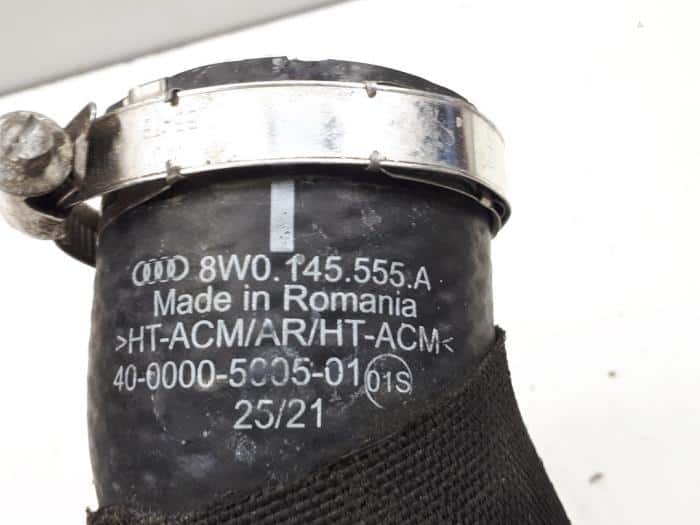 8W0.145.555.A
Made in Romania
>HT-ACM/AR/HT-ACM<
40-0000-5005-01 01S
25/21